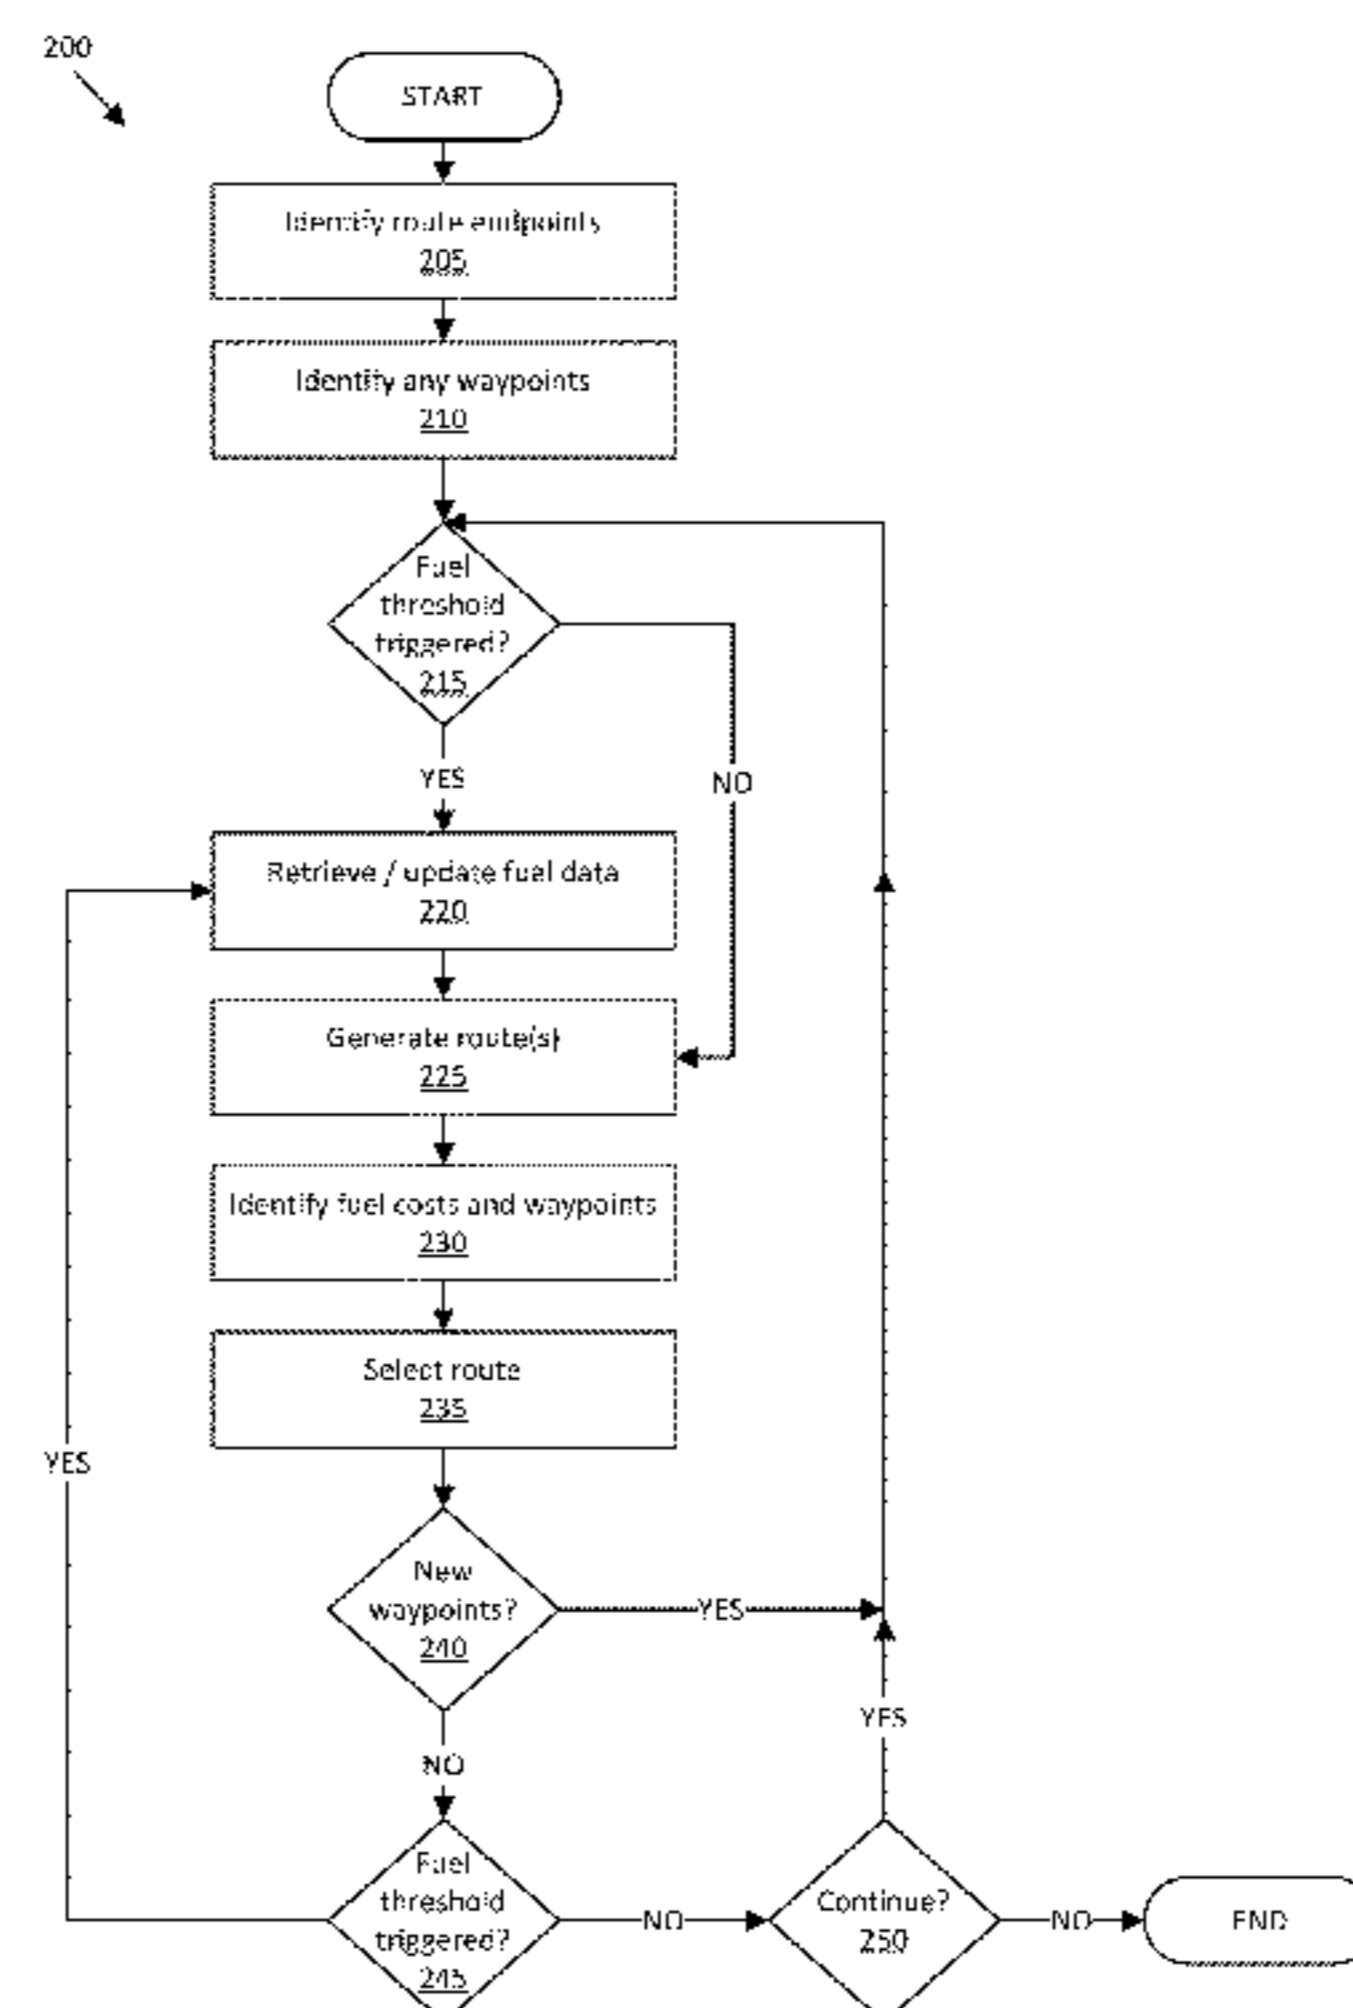 200
START
Identify route endpoints
205
Identify any waypoints
210
Fuel
threshold
triggered?
215
YES
NO
Retrieve / update fuel data
220
Generate route(s)
225
Identify fuel costs and waypoints
230
Select route
235
YES
New
waypoints?
240
YES
YES
NO
Fuel
threshold
triggered?
245
NO
Continue?
250
NO
END